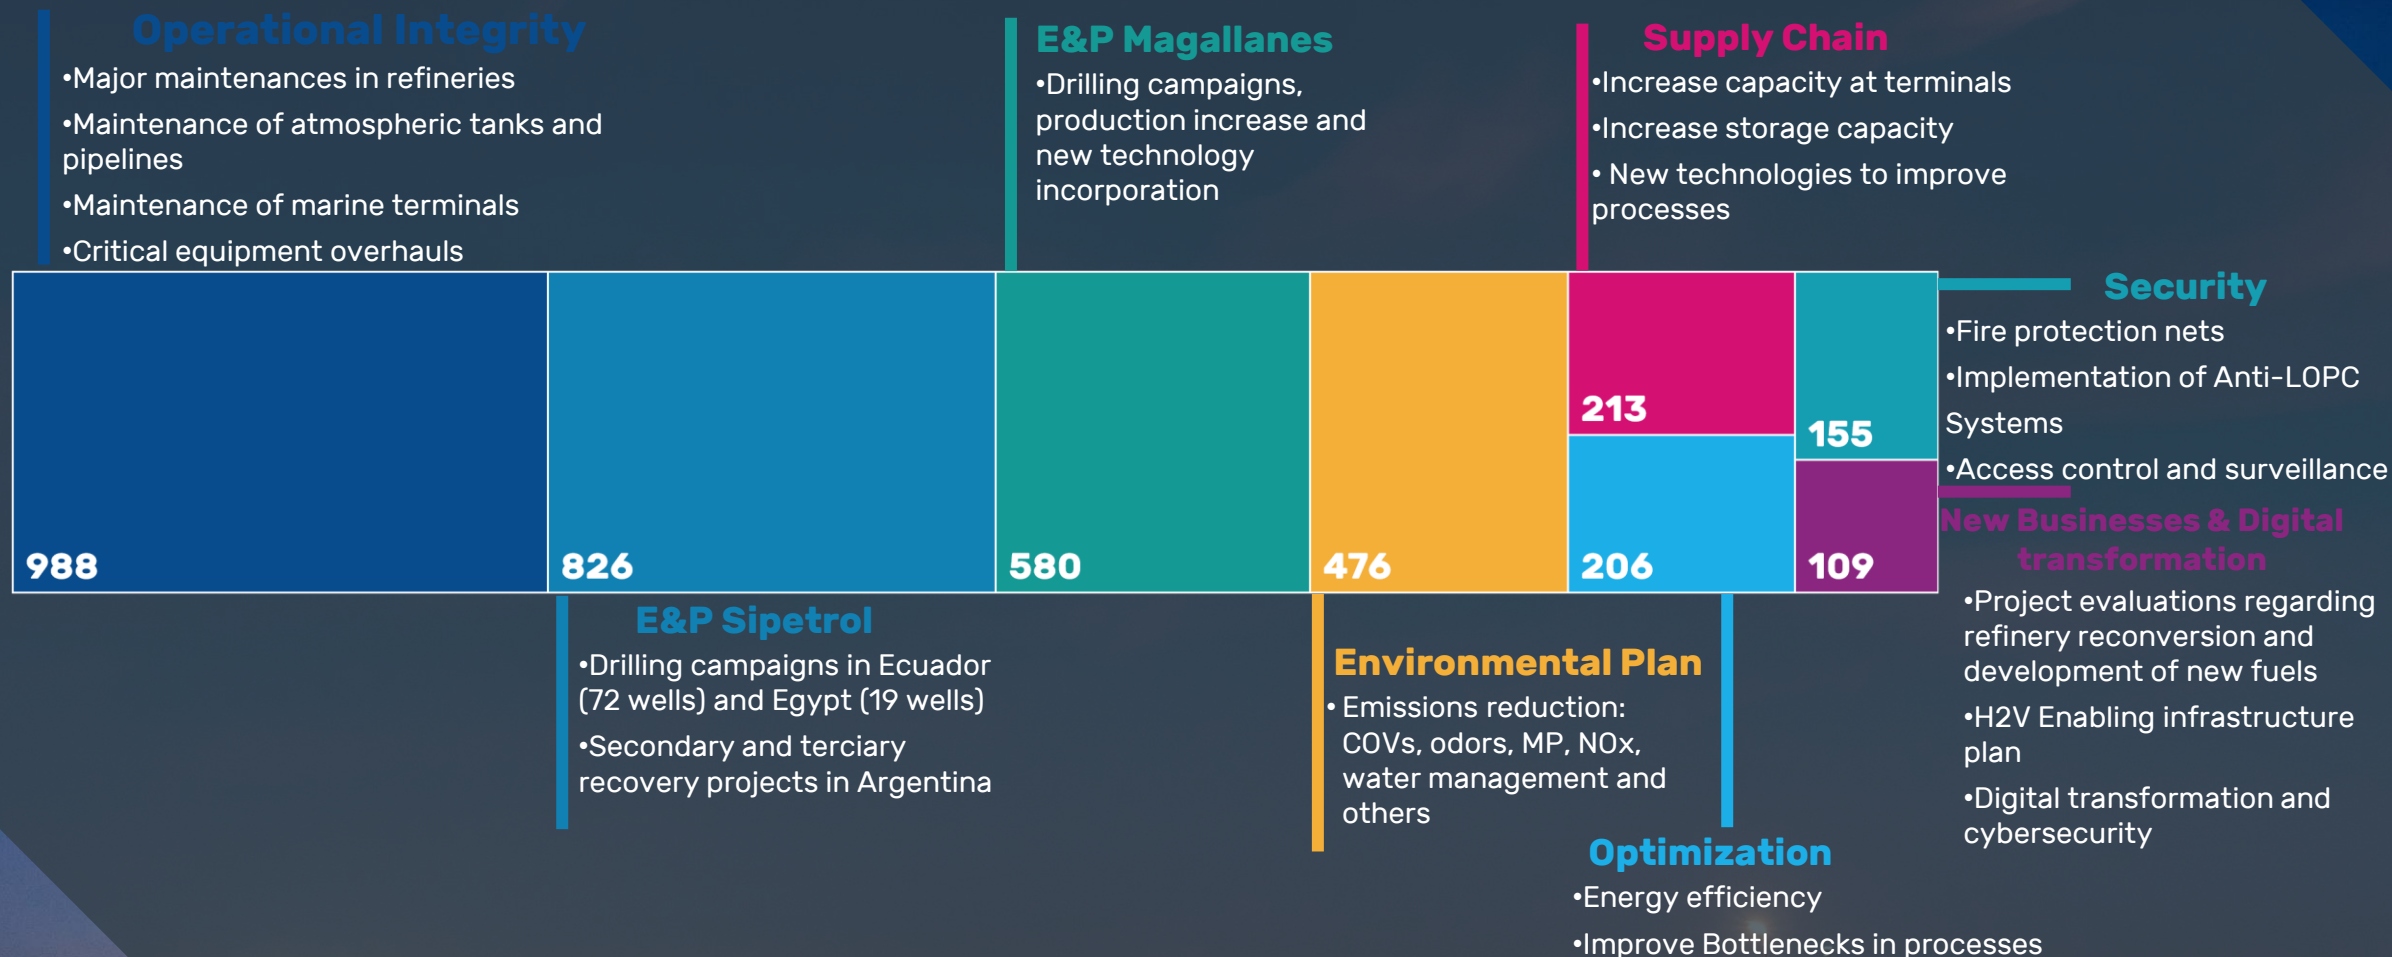 Operational Integrity
•Major maintenances in refineries
•Maintenance of atmospheric tanks and
pipelines
•Maintenance of marine terminals
•Critical equipment overhauls
E&P Magallanes
•Drilling campaigns,
production increase and
new technology
incorporation
Supply Chain
•Increase capacity at terminals
•Increase storage capacity
• New technologies to improve
processes
988
826
580
476
213
206
155
109
Security
•Fire protection nets
•Implementation of Anti-LOPC
Systems
•Access control and surveillance
New Businesses & Digital
transformation
•Project evaluations regarding
refinery reconversion and
development of new fuels
•H2V Enabling infrastructure
plan
•Digital transformation and
cybersecurity
E&P Sipetrol
•Drilling campaigns in Ecuador
(72 wells) and Egypt (19 wells)
•Secondary and terciary
recovery projects in Argentina
Environmental Plan
• Emissions reduction:
COVs, odors, MP, NOx,
water management and
others
Optimization
•Energy efficiency
•Improve Bottlenecks in processes